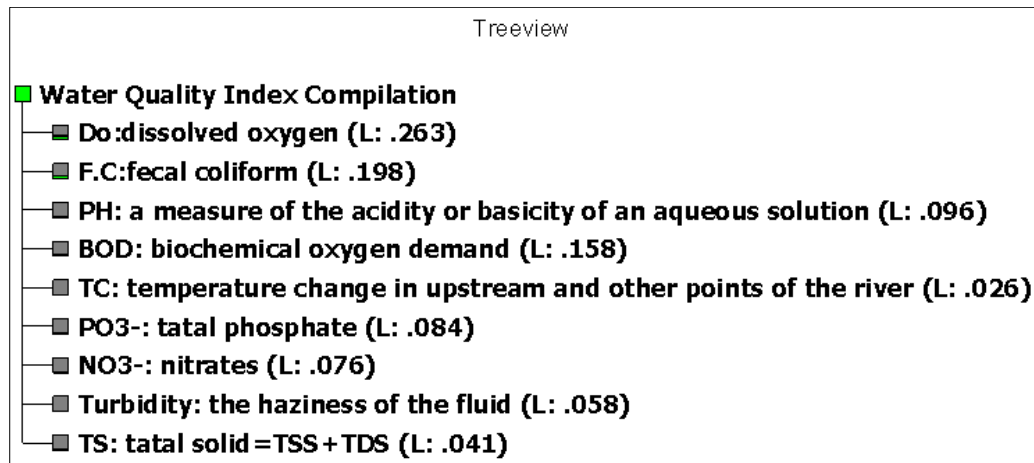 Treeview
Water Quality Index Compilation
Do:dissolved oxygen (L: .263)
F.C:fecal coliform (L: .198)
PH: a measure of the acidity or basicity of an aqueous solution (L: .096)
BOD: biochemical oxygen demand (L: .158)
TC: temperature change in upstream and other points of the river (L: .026)
PO3-: tatal phosphate (L: .084)
NO3-: nitrates (L: .076)
Turbidity: the haziness of the fluid (L: .058)
TS: tatal solid=TSS+TDS (L: .041)